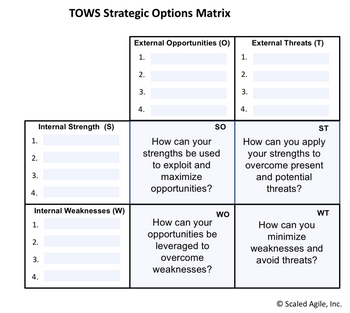 TOWS Strategic Options Matrix
External Opportunities (O)
External Threats (T)
1.
2.
3.
4.
1.
2.
3.
4.
Internal Strength (S)
1.
2.
3.
4.
SO
How can your
strengths be used
to exploit and
maximize
opportunities?
ST
How can you apply
your strengths to
overcome present
and potential
threats?
Internal Weaknesses (W)
1.
2.
3.
4.
WO
How can your
opportunities be
leveraged to
overcome
weaknesses?
WT
How can you
minimize
weaknesses and
avoid threats?
© Scaled Agile, Inc.